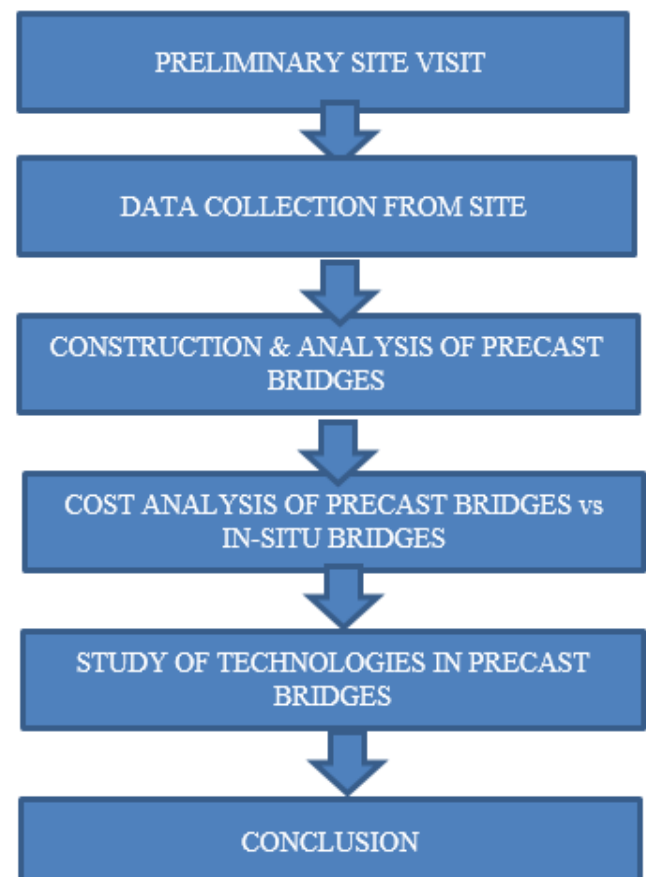 PRELIMINARY SITE VISIT
DATA COLLECTION FROM SITE
CONSTRUCTION & ANALYSIS OF PRECAST
BRIDGES
COST ANALYSIS OF PRECAST BRIDGES vs
IN-SITU BRIDGES
STUDY OF TECHNOLOGIES IN PRECAST
BRIDGES
CONCLUSION